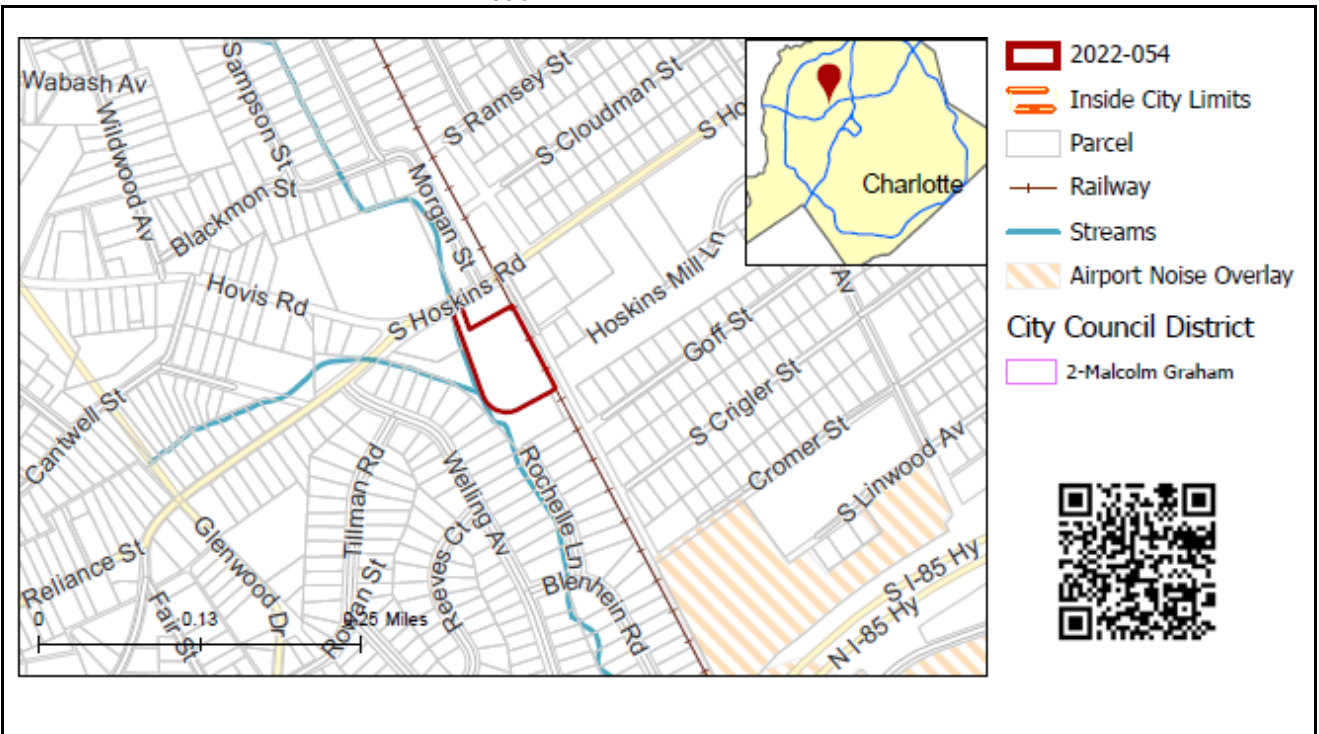 Wabash Av
Wildwood Av
Sampson St
Blackmon St
Hovis Rd
S Ramsey St
S Cloudman St
S Ho
Morgan St
S Hoskins Rd
Hoskins Mill Ln
Goff St
Av
S Crigler St
Cromer St
S Linwood Av
Cantwell St
Tillman Rd
Welling Av
Rochelle Ln
Reeves Ct
Blenhein Rd
Glenwood Dr
Reliance St
Fair St
Rowan St
S I-85 Hy
N I-85 Hy
0
0.13
0.25 Miles
Charlotte
2022-054
Inside City Limits
Parcel
Railway
Streams
Airport Noise Overlay
City Council District
2-Malcolm Graham